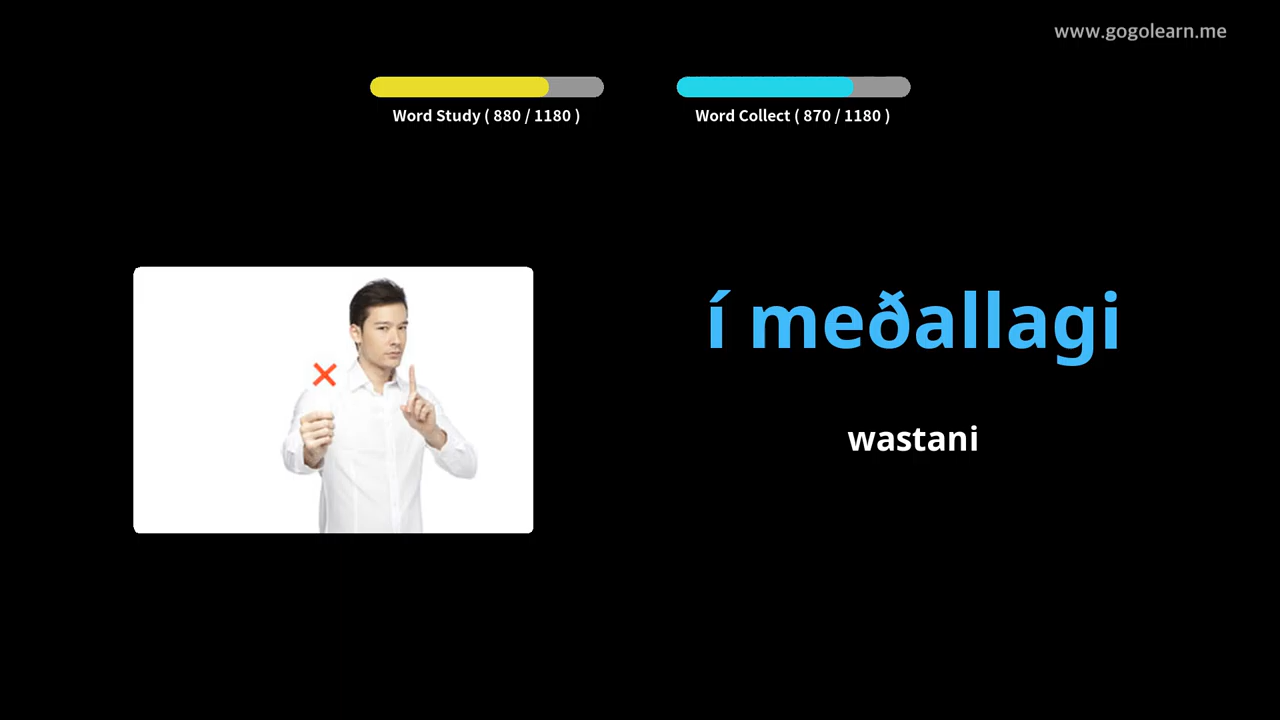 www.gogolearn.me
Word Study ( 880 / 1180 )
Word Collect ( 870 / 1180 )
í meðallagi
wastani